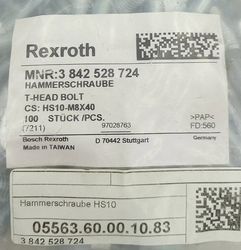 Rexroth
MNR:3 842 528 724
HAMMERSCHRAUBE
T-HEAD BOLT
CS: HS10-M8X40
100 STÜCK /PCS. >PAP<
(7211) 97028763 FD:560
Bosch Rexroth D 70442 Stuttgart
Made in TAIWAN
Hammerschraube HS10
05563.60.00.10.83
3 842 528 724